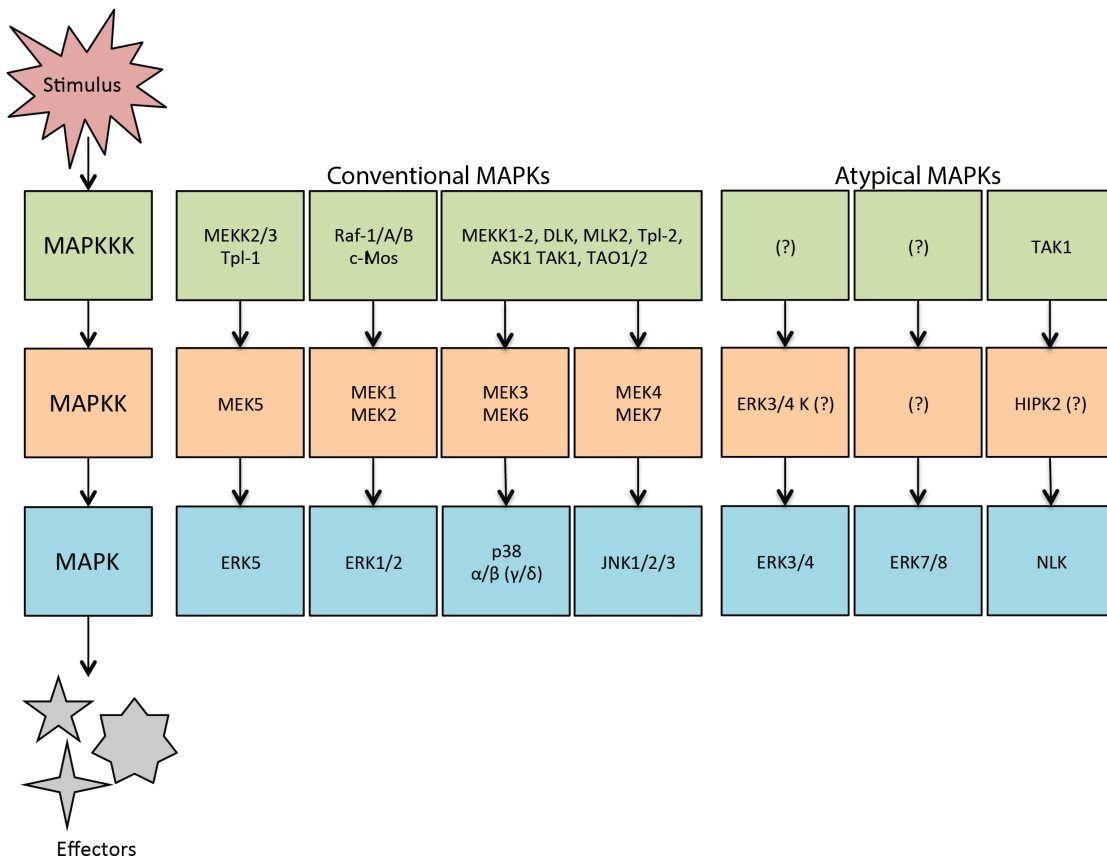 Stimulus
Conventional MAPKs
Atypical MAPKs
MAPKKK
MEKK2/3
Tpl-1
Raf-1/A/B
c-Mos
MEKK1-2, DLK, MLK2, Tpl-2,
ASK1 TAK1, TAO1/2
(?)
(?)
TAK1
MAPKK
MEK5
MEK1
MEK2
MEK3
MEK6
MEK4
MEK7
ERK3/4 K (?)
(?)
HIPK2 (?)
MAPK
ERK5
ERK1/2
p38
α/β (γ/δ)
JNK1/2/3
ERK3/4
ERK7/8
NLK
Effectors